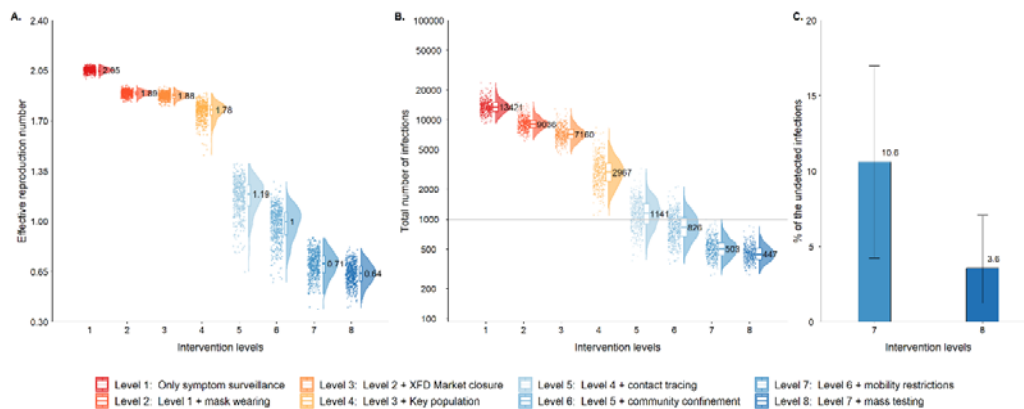 A.
Effective reproduction number
2.40
2.05
1.70
1.35
1.00
0.65
0.30
2.05
1.89
1.88
1.78
1.19
1
0.71
0.64
1 2 3 4 5 6 7 8
Intervention levels
B.
Total number of infections
100000
50000
20000
10000
5000
2000
1000
500
200
100
13421
7160
2967
1141
826
503
447
1 2 3 4 5 6 7 8
Intervention levels
C.
% of the undetected infections
20
15
10
5
0
10.6
3.6
7 8
Intervention levels
Level 1: Only symptom surveillance
Level 2: Level 1 + mask wearing
Level 3: Level 2 + XFD Market closure
Level 4: Level 3 + Key population
Level 5: Level 4 + contact tracing
Level 6: Level 5 + community confinement
Level 7: Level 6 + mobility restrictions
Level 8: Level 7 + mass testing